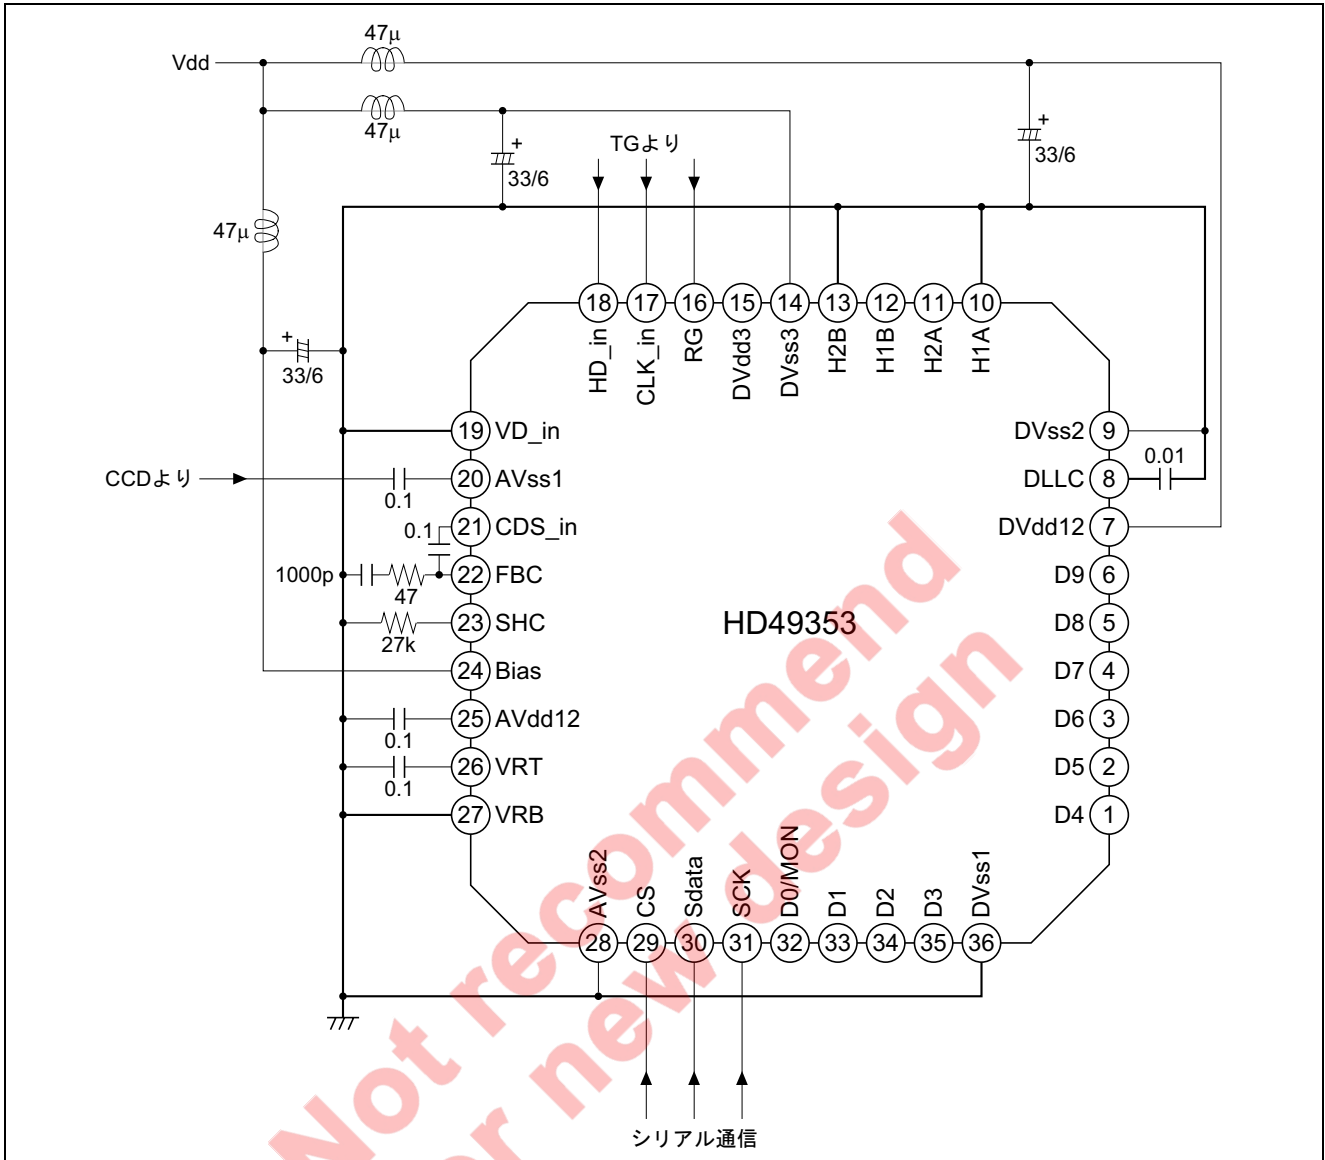 47μ
Vdd
47μ
33/6
TGより
33/6
47μ
33/6
18 17 16 15 14 13 12 11 10
HD_in
CLK_in
RG
DVdd3
DVss3
H2B
H1B
H2A
H1A
19 VD_in
CCDより
0.1
20 AVss1
0.1
21 CDS_in
1000p
47
22 FBC
27k
23 SHC
24 Bias
0.1
25 AVdd12
0.1
26 VRT
27 VRB
HD49353
DVss2 9
0.01
DLLC 8
DVdd12 7
D9 6
D8 5
D7 4
D6 3
D5 2
D4 1
AVss2
CS
Sdata
SCK
D0/MON
D1
D2
D3
DVss1
28 29 30 31 32 33 34 35 36
シリアル通信
Not recommend
er new design